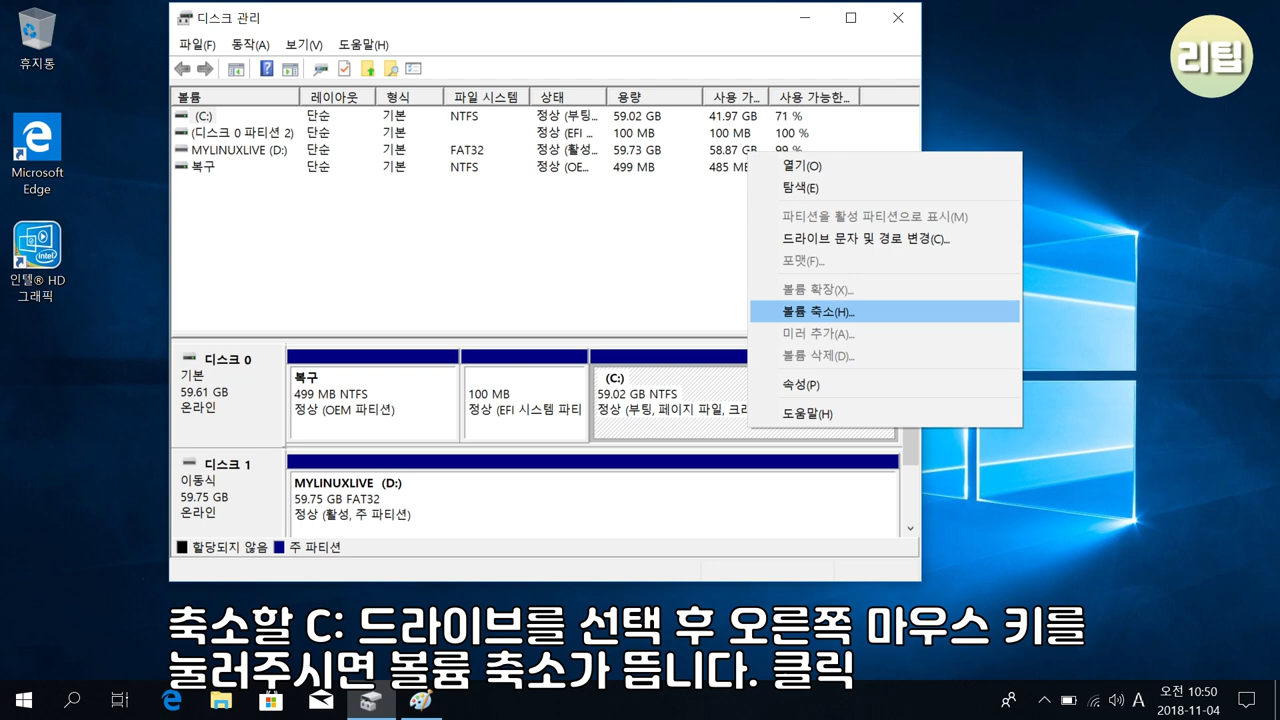 휴지통
Microsoft
Edge
인텔® HD
그래픽
디스크 관리
파일(F) 동작(A) 보기(V) 도움말(H)
볼륨 레이아웃 형식 파일 시스템 상태 용량 사용 가... 사용 가능한...
(C:) 단순 기본 NTFS 정상 (부팅... 59.02 GB 41.97 GB 71 %
(디스크 0 파티션 2) 단순 기본 정상 (EFI ... 100 MB 100 MB 100 %
MYLINUXLIVE (D:) 단순 기본 FAT32 정상 (활성... 59.73 GB 58.87 GB 99 %
복구 단순 기본 NTFS 정상 (OE... 499 MB 485 MB
열기(O)
탐색(E)
파티션을 활성 파티션으로 표시(M)
드라이브 문자 및 경로 변경(C)...
포맷(F)...
볼륨 확장(X)...
볼륨 축소(H)...
미러 추가(A)...
볼륨 삭제(D)...
속성(P)
도움말(H)
디스크 0
기본
59.61 GB
온라인
복구
499 MB NTFS
정상 (OEM 파티션)
100 MB
정상 (EFI 시스템 파티
(C:)
59.02 GB NTFS
정상 (부팅, 페이지 파일, 크래
디스크 1
이동식
59.75 GB
온라인
MYLINUXLIVE (D:)
59.75 GB FAT32
정상 (활성, 주 파티션)
할당되지 않음 주 파티션
리팁
축소할 C: 드라이브를 선택 후 오른쪽 마우스 키를
눌러주시면 볼륨 축소가 뜹니다. 클릭
A
오전 10:50
2018-11-04